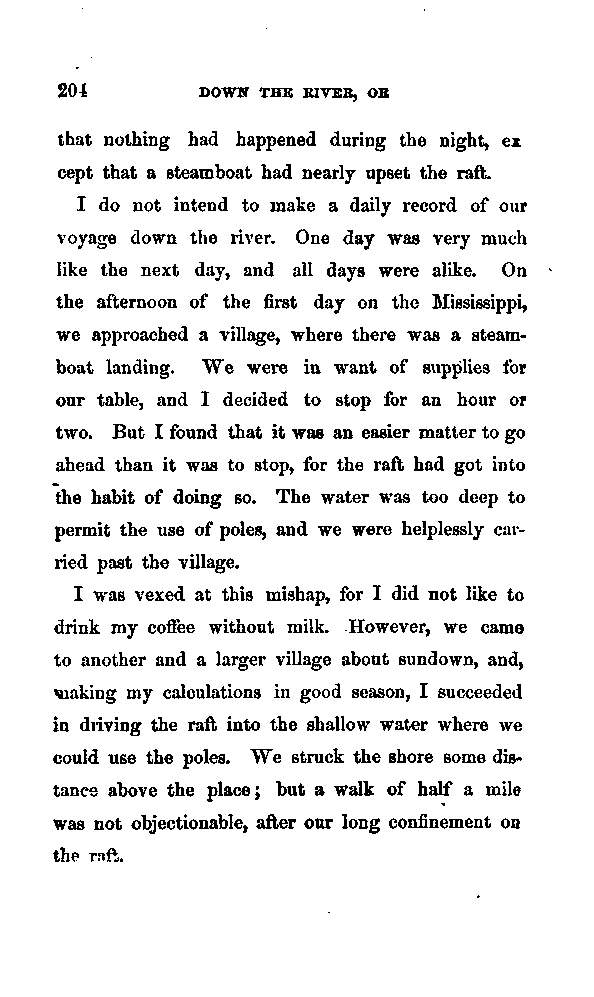 204 DOWN THE RIVER, OR
that nothing had happened during the night, ex
cept that a steamboat had nearly upset the raft.
I do not intend to make a daily record of our
voyage down the river. One day was very much
like the next day, and all days were alike. On
the afternoon of the first day on the Mississippi,
we approached a village, where there was a steam-
boat landing. We were in want of supplies for
our table, and I decided to stop for an hour or
two. But I found that it was an easier matter to go
ahead than it was to stop, for the raft had got into
the habit of doing so. The water was too deep to
permit the use of poles, and we were helplessly car-
ried past the village.
I was vexed at this mishap, for I did not like to
drink my coffee without milk. However, we came
to another and a larger village about sundown, and,
making my calculations in good season, I succeeded
in driving the raft into the shallow water where we
could use the poles. We struck the shore some dis-
tance above the place; but a walk of half a mile
was not objectionable, after our long confinement on
the raft.